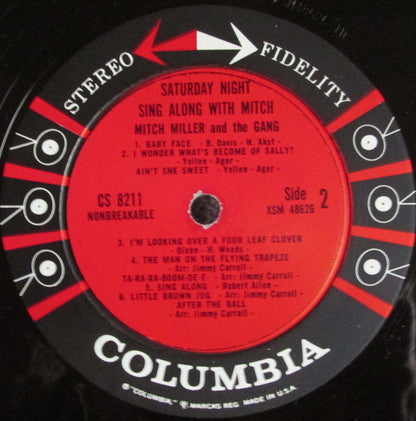 STEREO FIDELITY
SATURDAY NIGHT
SING ALONG WITH MITCH
MITCH MILLER and the GANG
1. BABY FACE - B. Davis - H. Akst -
2. I WONDER WHAT'S BECOME OF SALLY?
- Yellen - Ager -
AIN'T SHE SWEET - Yellen - Ager -
CS 8211
NONBREAKABLE
Side 2
XSM 48626
3. I'M LOOKING OVER A FOUR LEAF CLOVER
- Dixon - H. Woods -
4. THE MAN ON THE FLYING TRAPEZE
- Arr: Jimmy Carroll -
TA-RA-RA-BOOM-DE-E - Arr: Jimmy Carroll -
5. SING ALONG - Robert Allen -
6. LITTLE BROWN JUG - Arr: Jimmy Carroll -
AFTER THE BALL
- Arr: Jimmy Carroll -
COLUMBIA
® "COLUMBIA" ® MARCAS REG. MADE IN U.S.A.